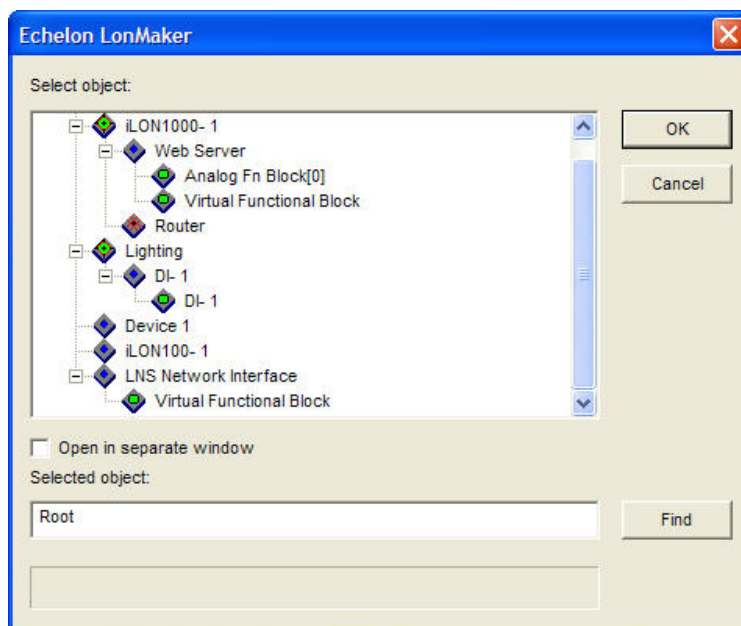 Echelon LonMaker
Select object:
iLON1000- 1
Web Server
Analog Fn Block[0]
Virtual Functional Block
Router
Lighting
DI- 1
DI- 1
Device 1
iLON100- 1
LNS Network Interface
Virtual Functional Block
OK
Cancel
Open in separate window
Selected object:
Root
Find